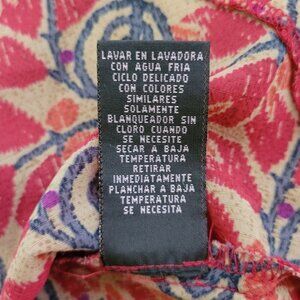 LAVAR EN LAVADORA
CON AGUA FRIA
CICLO DELICADO
CON COLORES
SIMILARES
SOLAMENTE
BLANQUEADOR SIN
CLORO CUANDO
SE NECESITE
SECAR A BAJA
TEMPERATURA
RETIRAR
INMEDIATAMENTE
PLANCHAR A BAJA
TEMPERATURA
SE NECESITA